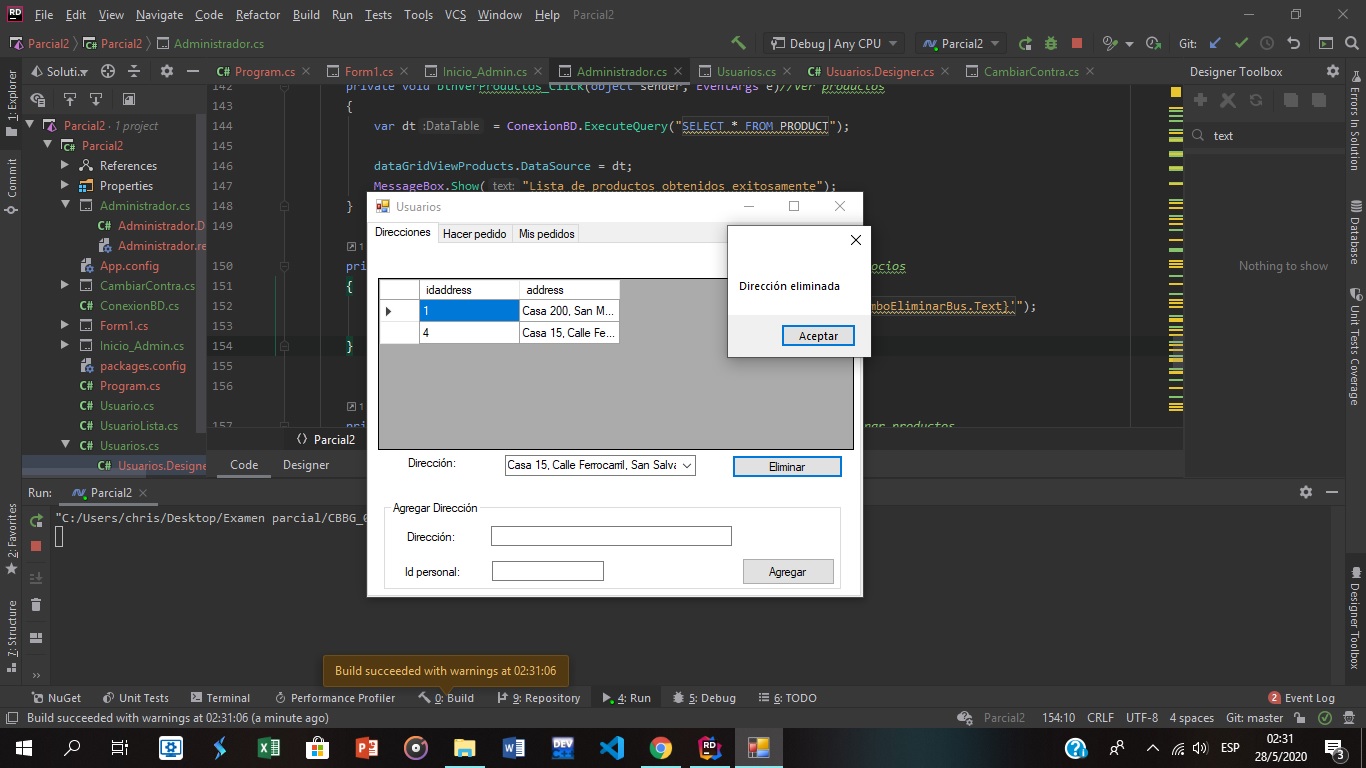 File Edit View Navigate Code Refactor Build Run Tests Tools VCS Window Help Parcial2
Parcial2 Parcial2 Administrador.cs Debug | Any CPU Parcial2 Git:
1: Explorer
Commit
2: Favorites
7: Structure
Soluti... Program.cs Form1.cs Inicio_Admin.cs Administrador.cs Usuarios.cs Usuarios.Designer.cs CambiarContra.cs Designer Toolbox
Parcial2 · 1 project
Parcial2
References
Properties
Administrador.cs
Administrador.D
Administrador.re
App.config
CambiarContra.cs
ConexionBD.cs
Form1.cs
Inicio_Admin.cs
packages.config
Program.cs
Usuario.cs
UsuarioLista.cs
Usuarios.cs
Usuarios.Designe
142 private void btnVerProductos_Click(object sender, EventArgs e)//Ver productos
143 {
144 var dt :DataTable = ConexionBD.ExecuteQuery("SELECT * FROM PRODUCT");
145
146 dataGridViewProducts.DataSource = dt;
147 MessageBox.Show( text: "Lista de productos obtenidos exitosamente");
148 }
149
1
150 pri ocios
151 {
152 mboEliminarBus.Text}'");
153
154 }
155
156
1
157 pri nar productos
Parcial2
Code Designer
text
Nothing to show
Errors In Solution
Database
Unit Tests Coverage
Designer Toolbox
Usuarios
Direcciones Hacer pedido Mis pedidos
idaddress address
1 Casa 200, San M...
4 Casa 15, Calle Fe...
Dirección: Casa 15, Calle Ferrocarril, San Salva Eliminar
Agregar Dirección
Dirección:
Id personal: Agregar
Dirección eliminada
Aceptar
Run: Parcial2
"C:/Users/chris/Desktop/Examen parcial/CBBG_0
Build succeeded with warnings at 02:31:06
NuGet Unit Tests Terminal Performance Profiler 0: Build 9: Repository 4: Run 5: Debug 6: TODO 2 Event Log
Build succeeded with warnings at 02:31:06 (a minute ago) Parcial2 154:10 CRLF UTF-8 4 spaces Git: master
ESP
02:31
28/5/2020
3